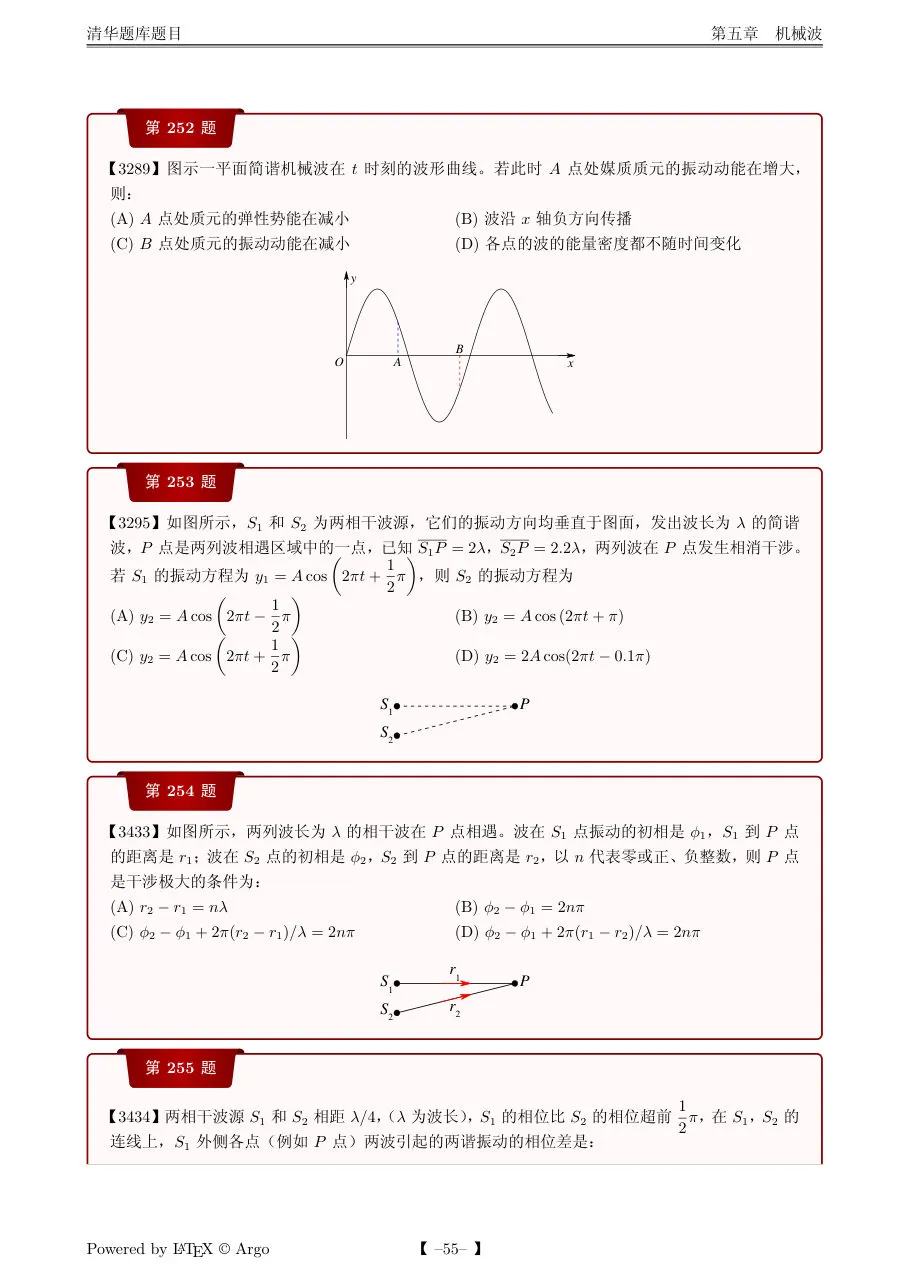 清华题库题目 第五章 机械波
第 252 题
【3289】图示一平面简谐机械波在 t 时刻的波形曲线。若此时 A 点处媒质质元的振动动能在增大，
则：
(A) A 点处质元的弹性势能在减小 (B) 波沿 x 轴负方向传播
(C) B 点处质元的振动动能在减小 (D) 各点的波的能量密度都不随时间变化
y
O A B x
第 253 题
【3295】如图所示，S₁ 和 S₂ 为两相干波源，它们的振动方向均垂直于图面，发出波长为 λ 的简谐
波，P 点是两列波相遇区域中的一点，已知 S̅₁̅P̅ = 2λ，S̅₂̅P̅ = 2.2λ，两列波在 P 点发生相消干涉。
若 S₁ 的振动方程为 y₁ = A cos (2πt + 1/2 π)，则 S₂ 的振动方程为
(A) y₂ = A cos (2πt − 1/2 π) (B) y₂ = A cos (2πt + π)
(C) y₂ = A cos (2πt + 1/2 π) (D) y₂ = 2A cos(2πt − 0.1π)
S₁ P
S₂
第 254 题
【3433】如图所示，两列波长为 λ 的相干波在 P 点相遇。波在 S₁ 点振动的初相是 ϕ₁，S₁ 到 P 点
的距离是 r₁；波在 S₂ 点的初相是 ϕ₂，S₂ 到 P 点的距离是 r₂，以 n 代表零或正、负整数，则 P 点
是干涉极大的条件为：
(A) r₂ − r₁ = nλ (B) ϕ₂ − ϕ₁ = 2nπ
(C) ϕ₂ − ϕ₁ + 2π(r₂ − r₁)/λ = 2nπ (D) ϕ₂ − ϕ₁ + 2π(r₁ − r₂)/λ = 2nπ
S₁ r₁ P
S₂ r₂
第 255 题
【3434】两相干波源 S₁ 和 S₂ 相距 λ/4，（λ 为波长），S₁ 的相位比 S₂ 的相位超前 1/2 π，在 S₁，S₂ 的
连线上，S₁ 外侧各点（例如 P 点）两波引起的两谐振动的相位差是：
Powered by LATEX © Argo 【 –55– 】